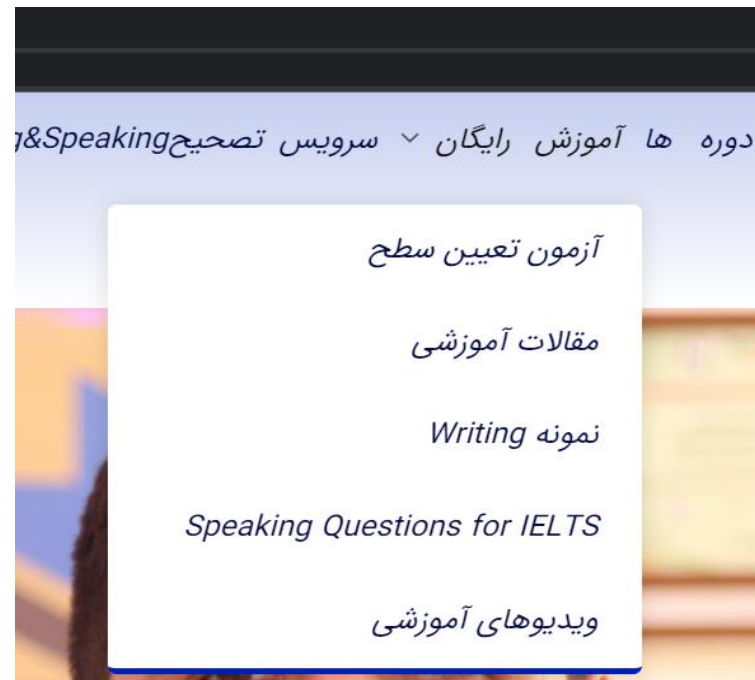 دوره ها آموزش رایگان سرویس تصحیح g&Speaking
آزمون تعیین سطح
مقالات آموزشی
نمونه Writing
Speaking Questions for IELTS
ویدیوهای آموزشی